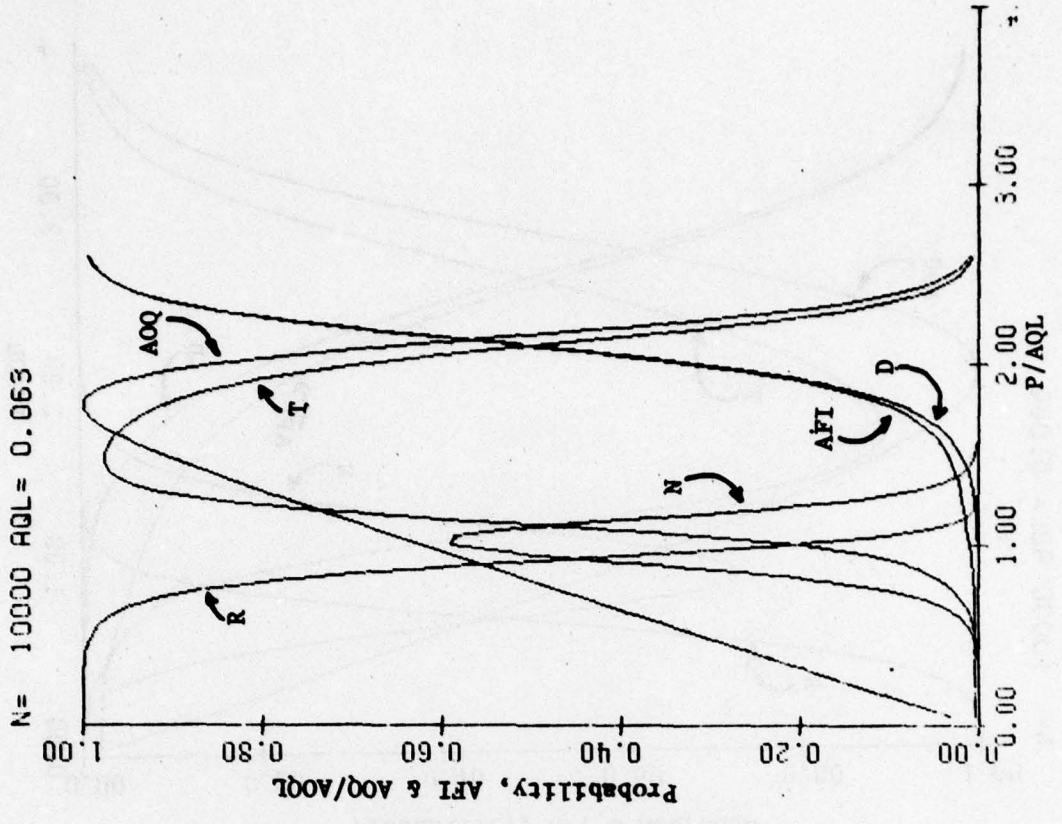 N= 10000 AQL= 0.063
1.00
0.80
0.60
0.40
0.20
0.00
Probability, AFI & AOQ/AOQL
R
AOQ
T
N
AFI
D
0.00
1.00
2.00
3.00
P/AQL